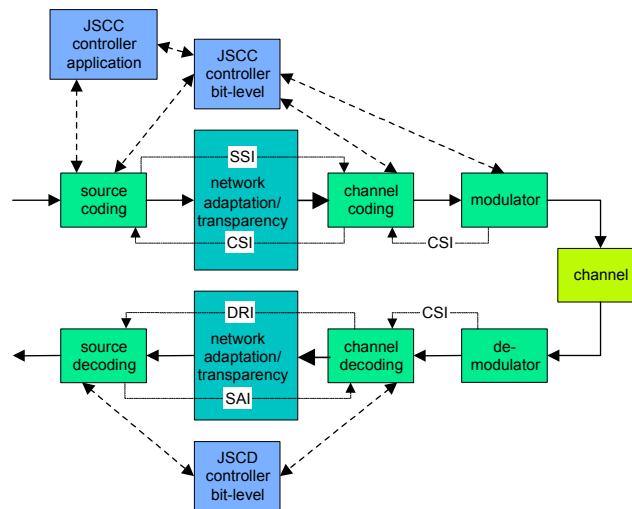 JSCC
controller
application
JSCC
controller
bit-level
SSI
source
coding
network
adaptation/
transparency
channel
coding
modulator
CSI
CSI
channel
DRI
CSI
source
decoding
network
adaptation/
transparency
channel
decoding
de-
modulator
SAI
JSCD
controller
bit-level